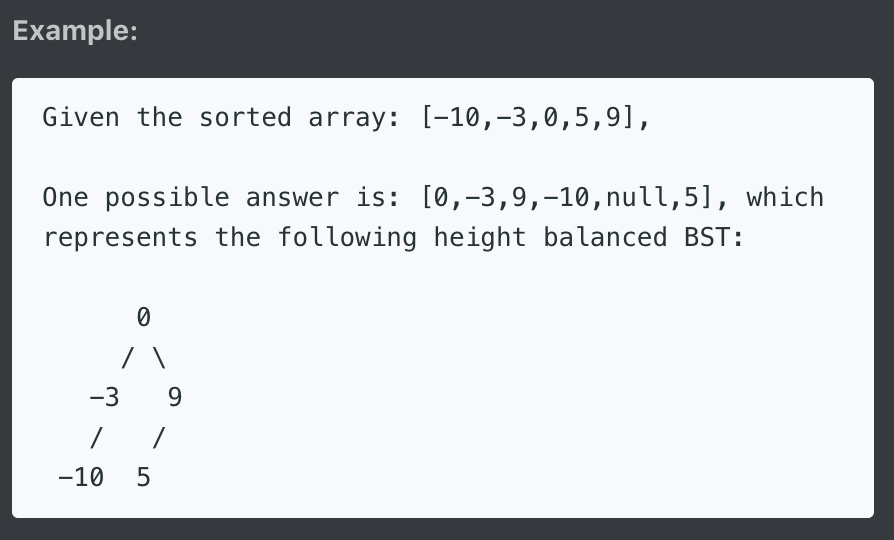 Example:
Given the sorted array: [-10,-3,0,5,9],
One possible answer is: [0,-3,9,-10,null,5], which
represents the following height balanced BST:
      0
     / \
   -3   9
   /   /
 -10  5